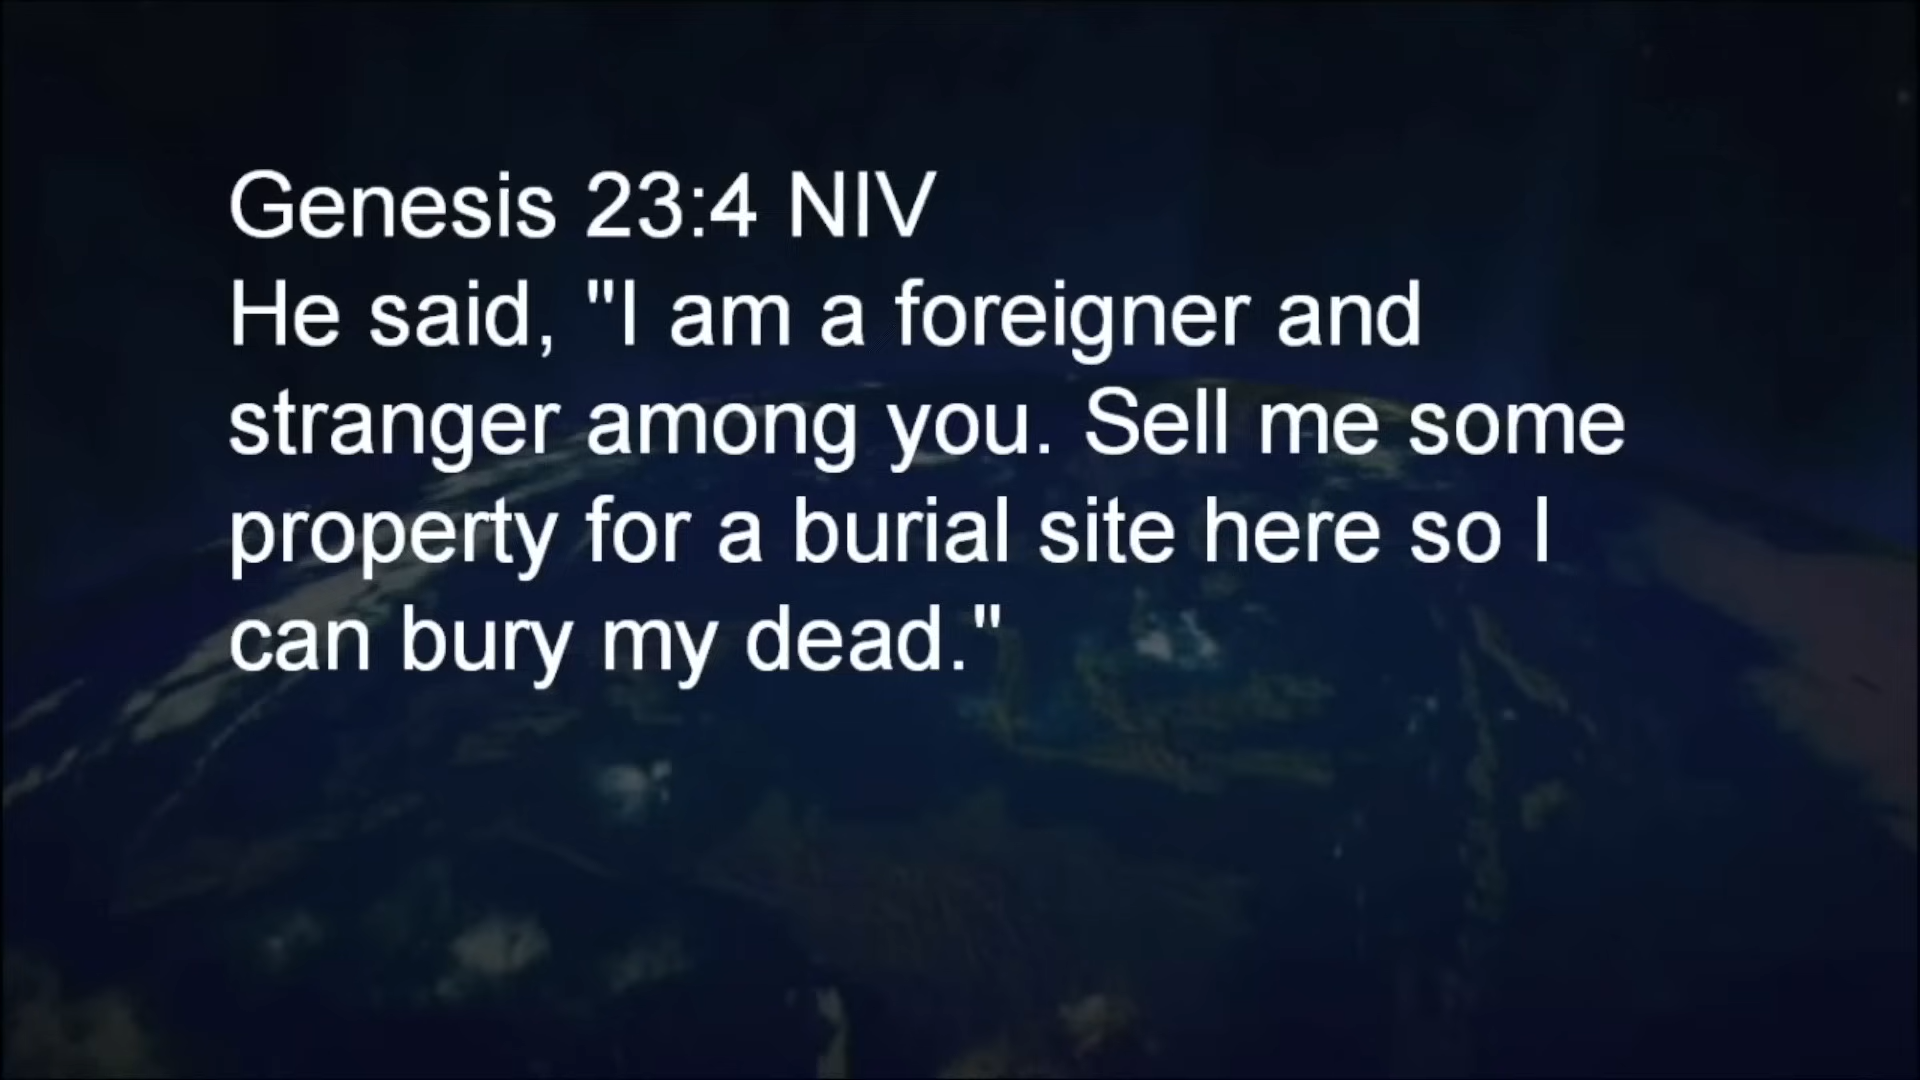 Genesis 23:4 NIV
He said, "I am a foreigner and
stranger among you. Sell me some
property for a burial site here so I
can bury my dead."